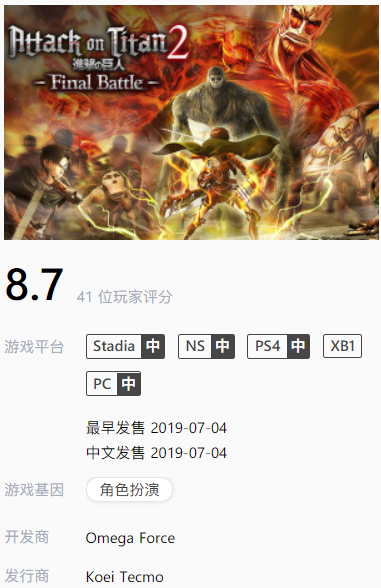 Attack on Titan 2
進撃の巨人
－Final Battle－
8.7 41 位玩家评分
游戏平台 Stadia 中 NS 中 PS4 中 XB1
PC 中
最早发售 2019-07-04
中文发售 2019-07-04
游戏基因 角色扮演
开发商 Omega Force
发行商 Koei Tecmo